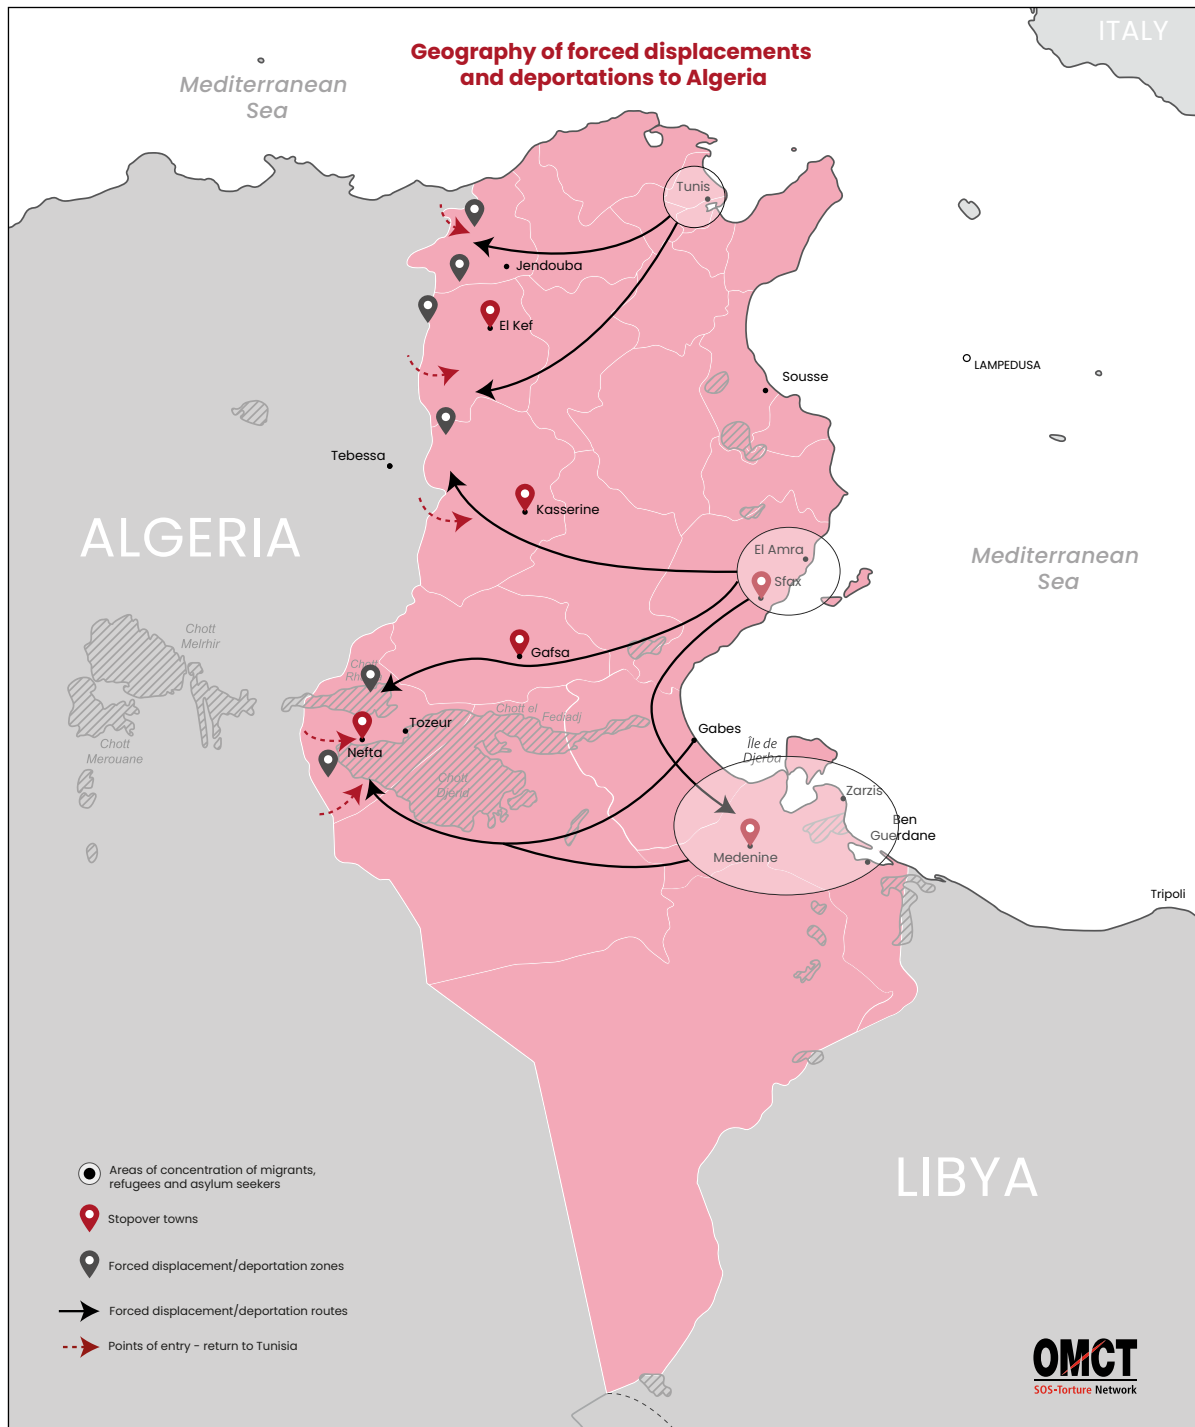 ITALY
Geography of forced displacements
and deportations to Algeria
Mediterranean
Sea
Tunis
Jendouba
El Kef
LAMPEDUSA
Sousse
Tebessa
Kasserine
ALGERIA
El Amra
Mediterranean
Sea
Sfax
Chott
Melrhir
Gafsa
Chott
Chott el
Fediadj
Tozeur
Gabes
Nefta
Île de
Djerba
Chott
Merouane
Chott
Djerid
Zarzis
Ben
Guerdane
Medenine
Tripoli
LIBYA
Areas of concentration of migrants,
refugees and asylum seekers
Stopover towns
Forced displacement/deportation zones
Forced displacement/deportation routes
Points of entry - return to Tunisia
OMCT
SOS-Torture Network